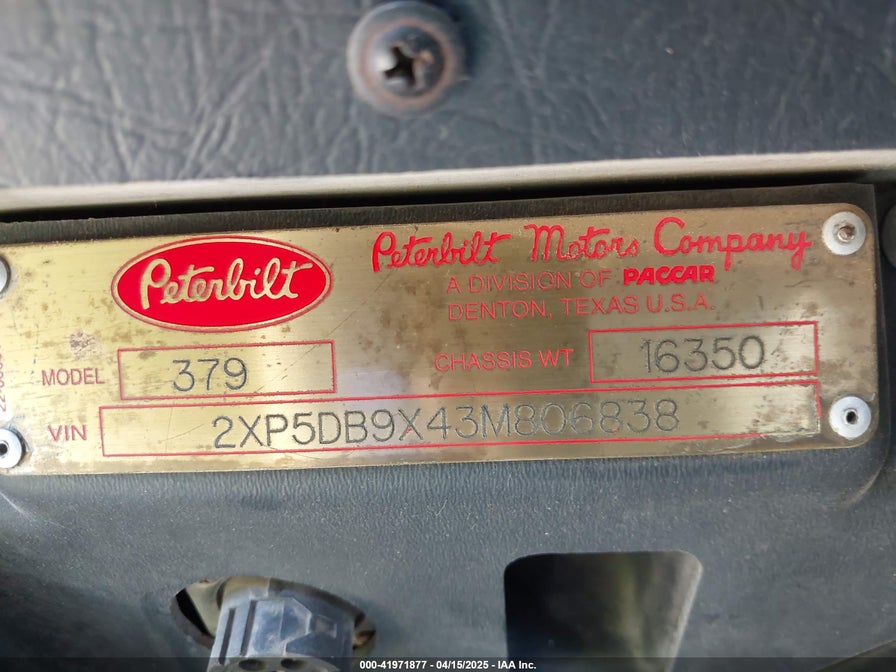 Peterbilt
Peterbilt Motors Company
A DIVISION OF PACCAR
DENTON, TEXAS U.S.A.
MODEL 379
CHASSIS WT 16350
VIN 2XP5DB9X43M806838
000-41971877 - 04/15/2025 - IAA Inc.